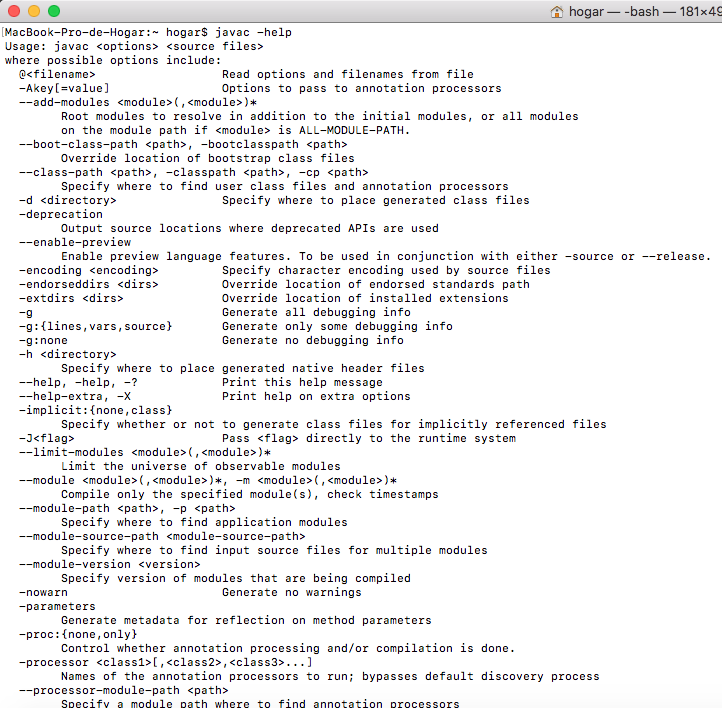 hogar — -bash — 181×49
MacBook-Pro-de-Hogar:~ hogar$ javac -help
Usage: javac <options> <source files>
where possible options include:
  @<filename>                  Read options and filenames from file
  -Akey[=value]                Options to pass to annotation processors
  --add-modules <module>(,<module>)*
        Root modules to resolve in addition to the initial modules, or all modules
        on the module path if <module> is ALL-MODULE-PATH.
  --boot-class-path <path>, -bootclasspath <path>
        Override location of bootstrap class files
  --class-path <path>, -classpath <path>, -cp <path>
        Specify where to find user class files and annotation processors
  -d <directory>               Specify where to place generated class files
  -deprecation
        Output source locations where deprecated APIs are used
  --enable-preview
        Enable preview language features. To be used in conjunction with either -source or --release.
  -encoding <encoding>         Specify character encoding used by source files
  -endorseddirs <dirs>         Override location of endorsed standards path
  -extdirs <dirs>              Override location of installed extensions
  -g                           Generate all debugging info
  -g:{lines,vars,source}       Generate only some debugging info
  -g:none                      Generate no debugging info
  -h <directory>
        Specify where to place generated native header files
  --help, -help, -?            Print this help message
  --help-extra, -X             Print help on extra options
  -implicit:{none,class}
        Specify whether or not to generate class files for implicitly referenced files
  -J<flag>                     Pass <flag> directly to the runtime system
  --limit-modules <module>(,<module>)*
        Limit the universe of observable modules
  --module <module>(,<module>)*, -m <module>(,<module>)*
        Compile only the specified module(s), check timestamps
  --module-path <path>, -p <path>
        Specify where to find application modules
  --module-source-path <module-source-path>
        Specify where to find input source files for multiple modules
  --module-version <version>
        Specify version of modules that are being compiled
  -nowarn                      Generate no warnings
  -parameters
        Generate metadata for reflection on method parameters
  -proc:{none,only}
        Control whether annotation processing and/or compilation is done.
  -processor <class1>[,<class2>,<class3>...]
        Names of the annotation processors to run; bypasses default discovery process
  --processor-module-path <path>
        Specify a module path where to find annotation processors